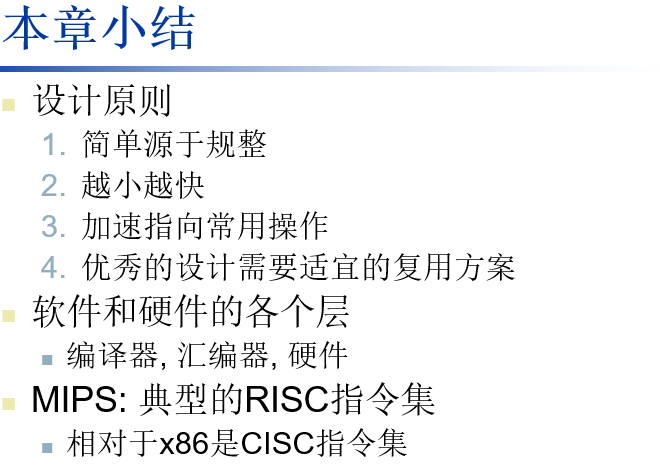 本章小结
设计原则
1. 简单源于规整
2. 越小越快
3. 加速指向常用操作
4. 优秀的设计需要适宜的复用方案
软件和硬件的各个层
编译器, 汇编器, 硬件
MIPS: 典型的RISC指令集
相对于x86是CISC指令集